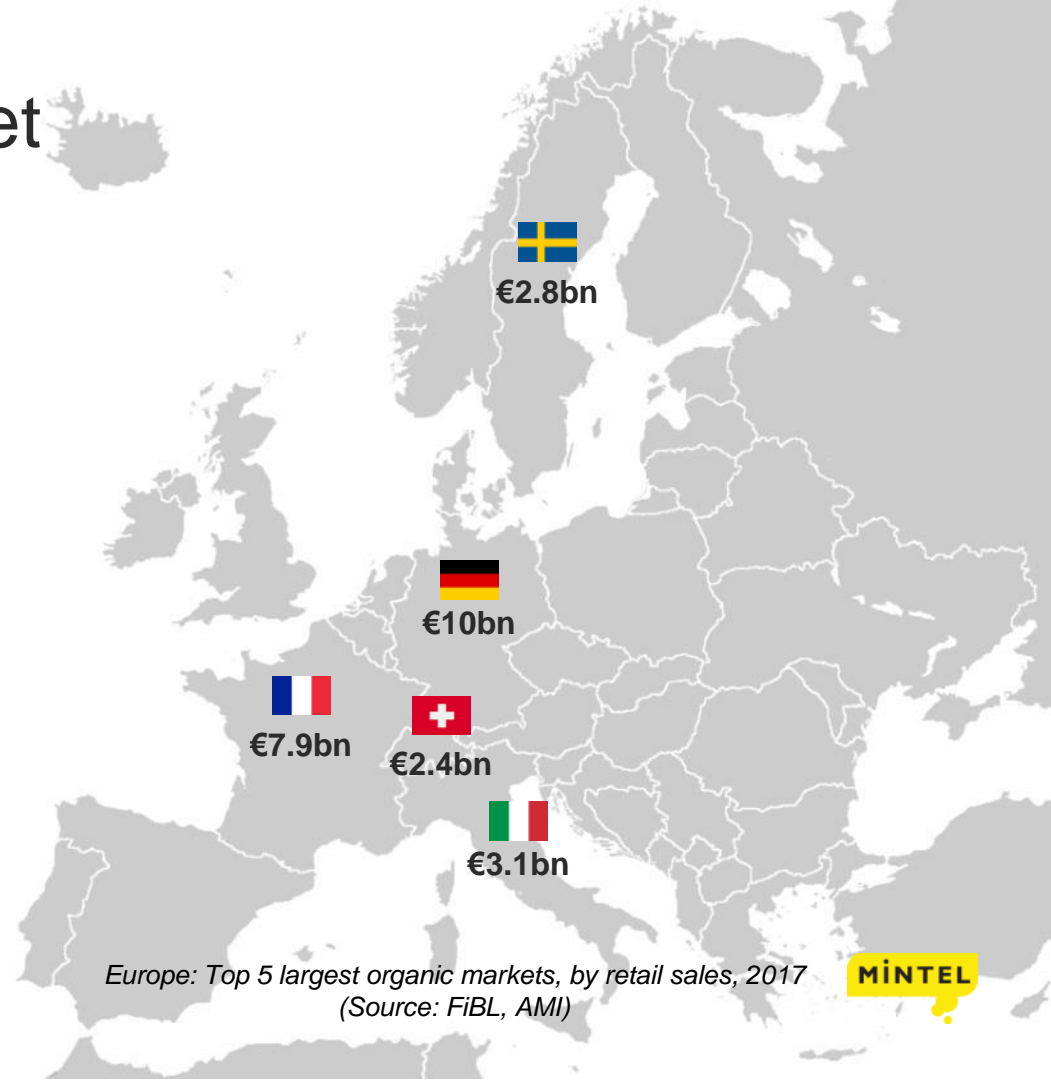 et
€2.8bn
€10bn
€7.9bn
€2.4bn
€3.1bn
Europe: Top 5 largest organic markets, by retail sales, 2017
(Source: FiBL, AMI)
MiNTEL